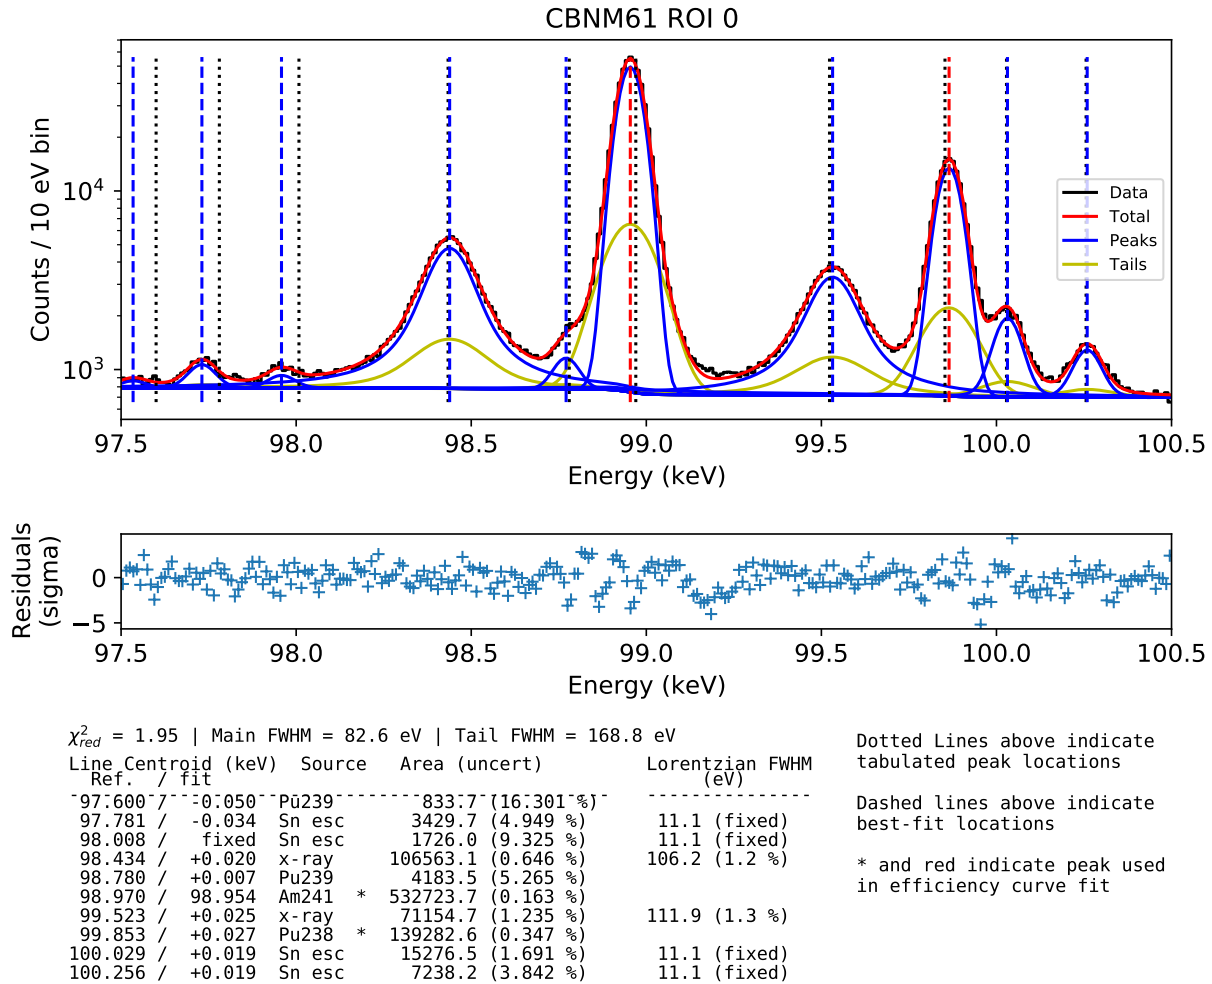 CBNM61 ROI 0
Counts / 10 eV bin
10^4
10^3
Data
Total
Peaks
Tails
97.5 98.0 98.5 99.0 99.5 100.0 100.5
Energy (keV)
Residuals
(sigma)
0
−5
97.5 98.0 98.5 99.0 99.5 100.0 100.5
Energy (keV)
χ²_red = 1.95 | Main FWHM = 82.6 eV | Tail FWHM = 168.8 eV
Line Centroid (keV) Source Area (uncert) Lorentzian FWHM
Ref. / fit (eV)
97.600 / -0.050 Pu239 833.7 (16.301 %)
97.781 / -0.034 Sn esc 3429.7 (4.949 %) 11.1 (fixed)
98.008 / fixed Sn esc 1726.0 (9.325 %) 11.1 (fixed)
98.434 / +0.020 x-ray 106563.1 (0.646 %) 106.2 (1.2 %)
98.780 / +0.007 Pu239 4183.5 (5.265 %)
98.970 / 98.954 Am241 * 532723.7 (0.163 %)
99.523 / +0.025 x-ray 71154.7 (1.235 %) 111.9 (1.3 %)
99.853 / +0.027 Pu238 * 139282.6 (0.347 %)
100.029 / +0.019 Sn esc 15276.5 (1.691 %) 11.1 (fixed)
100.256 / +0.019 Sn esc 7238.2 (3.842 %) 11.1 (fixed)
Dotted Lines above indicate
tabulated peak locations
Dashed lines above indicate
best-fit locations
* and red indicate peak used
in efficiency curve fit